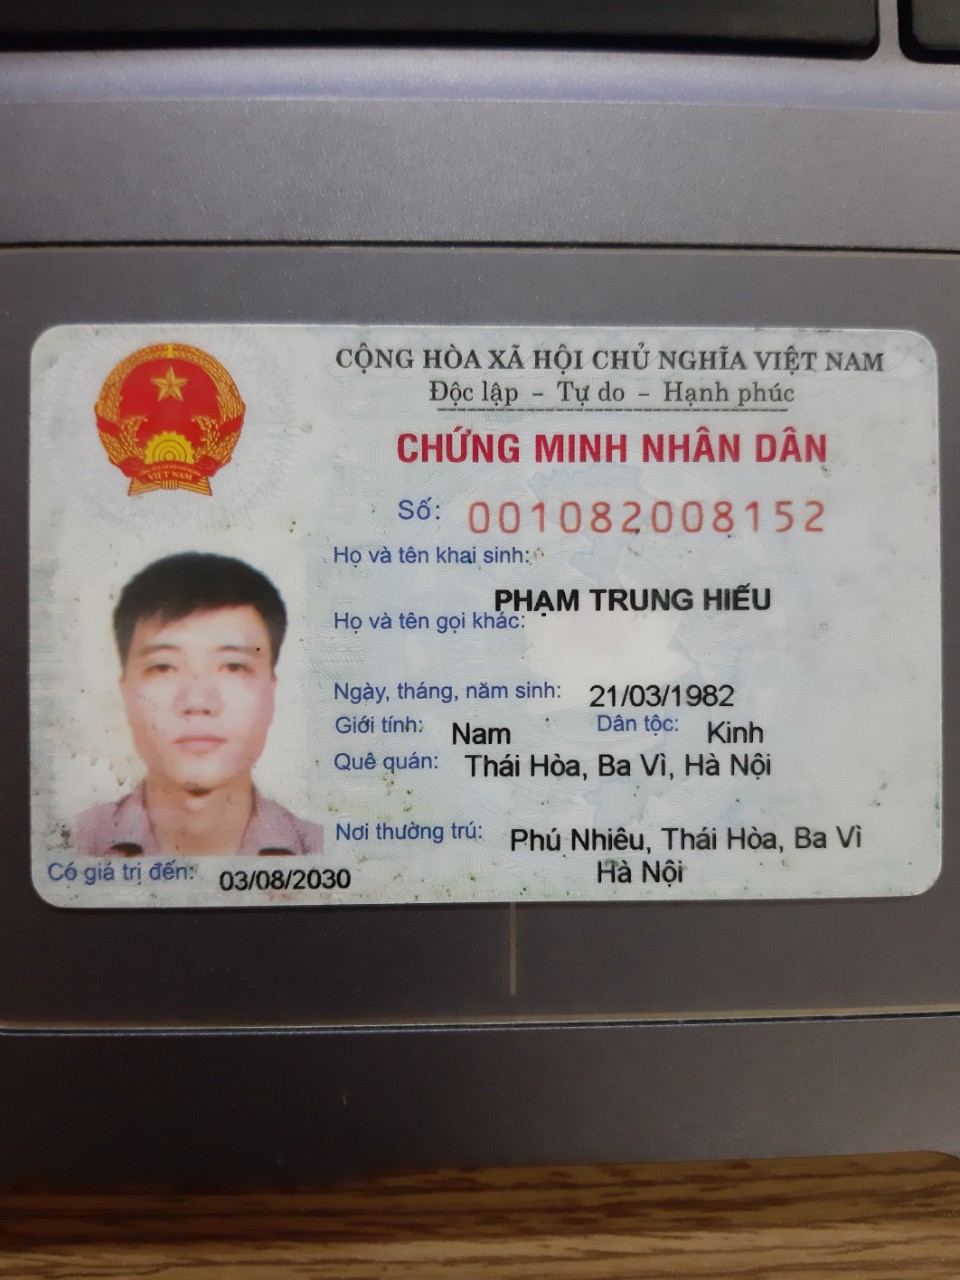 CỘNG HÒA XÃ HỘI CHỦ NGHĨA VIỆT NAM
Độc lập - Tự do - Hạnh phúc
CHỨNG MINH NHÂN DÂN
Số: 001082008152
Họ và tên khai sinh:
PHẠM TRUNG HIẾU
Họ và tên gọi khác:
Ngày, tháng, năm sinh: 21/03/1982
Giới tính: Nam Dân tộc: Kinh
Quê quán: Thái Hòa, Ba Vì, Hà Nội
Nơi thường trú: Phú Nhiêu, Thái Hòa, Ba Vì
Hà Nội
Có giá trị đến: 03/08/2030
VIỆT NAM